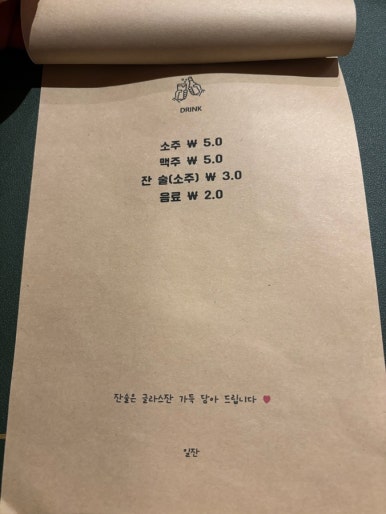 DRINK
소주 ₩ 5.0
맥주 ₩ 5.0
잔 술(소주) ₩ 3.0
음료 ₩ 2.0
잔술은 글라스잔 가득 담아 드립니다
일잔